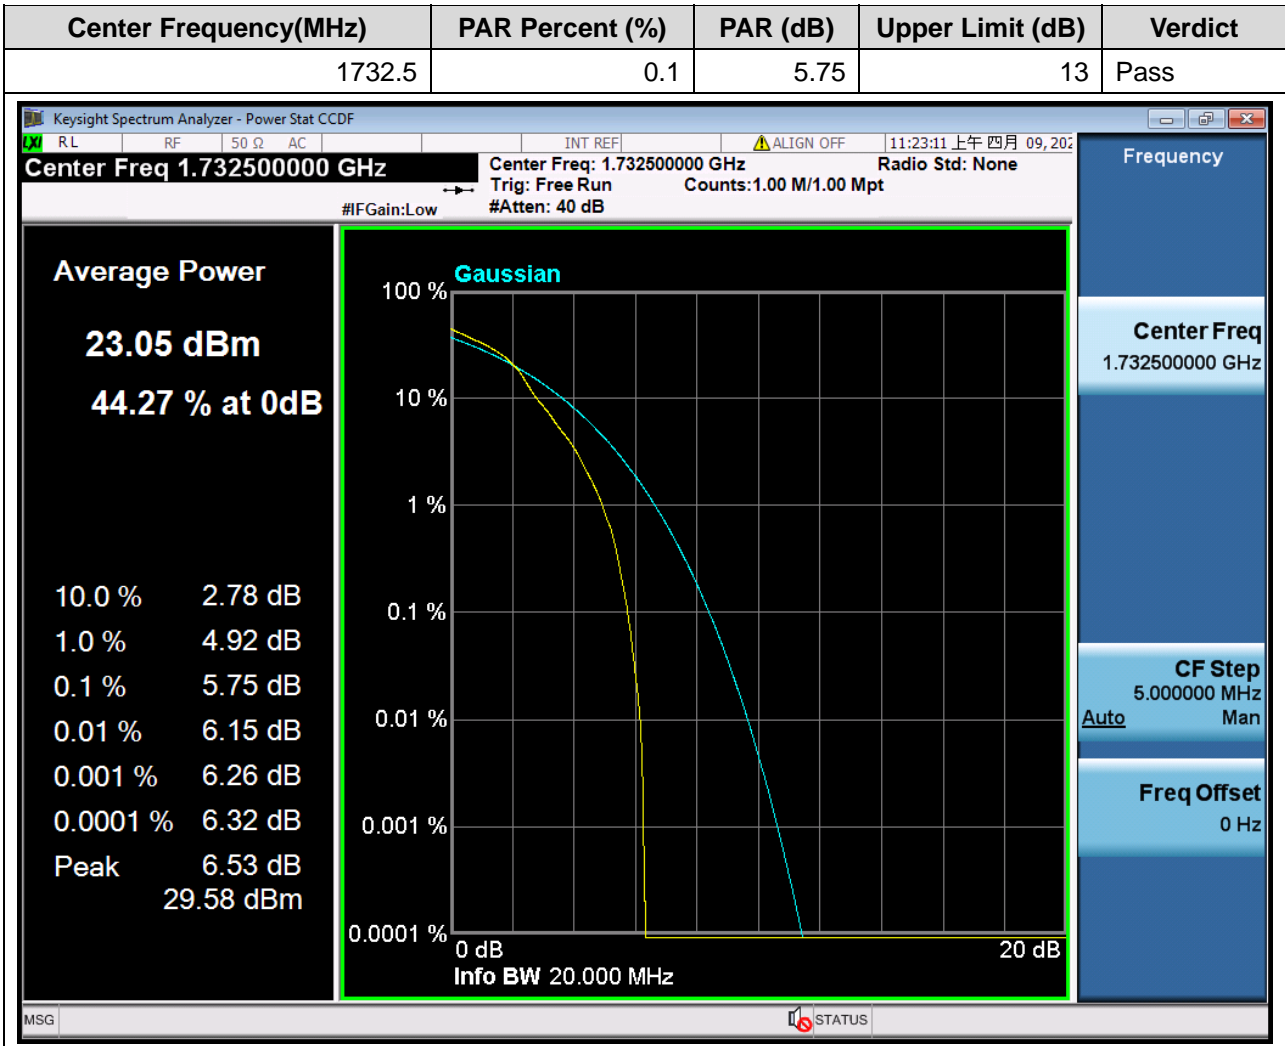 Center Frequency(MHz) PAR Percent (%) PAR (dB) Upper Limit (dB) Verdict
1732.5 0.1 5.75 13 Pass
Keysight Spectrum Analyzer - Power Stat CCDF
LXI RL RF 50 Ω AC INT REF ALIGN OFF 11:23:11 上午 四月 09, 202
Center Freq 1.732500000 GHz
#IFGain:Low
Center Freq: 1.732500000 GHz Radio Std: None
Trig: Free Run Counts:1.00 M/1.00 Mpt
#Atten: 40 dB
Average Power
23.05 dBm
44.27 % at 0dB
10.0 % 2.78 dB
1.0 % 4.92 dB
0.1 % 5.75 dB
0.01 % 6.15 dB
0.001 % 6.26 dB
0.0001 % 6.32 dB
Peak 6.53 dB
29.58 dBm
Gaussian
100 %
10 %
1 %
0.1 %
0.01 %
0.001 %
0.0001 %
0 dB 20 dB
Info BW 20.000 MHz
Frequency
Center Freq
1.732500000 GHz
CF Step
5.000000 MHz
Auto Man
Freq Offset
0 Hz
MSG STATUS